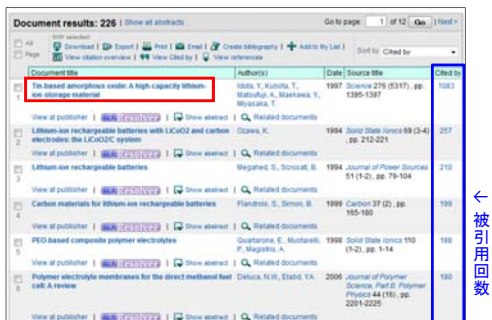 Document results: 226 | Show all abstracts
Go to page: 1 of 12 Go | Next
All
Page
With selected:
Download | Export | Print | Email | Create bibliography | Add to My List |
View citation overview | View Cited by | View references
Sort by Cited by
Document title Author(s) Date Source title Cited by
1
Tin-based amorphous oxide: A high-capacity lithium-
ion-storage material
Idota, Y., Kubota, T.,
Matsufuji, A., Maekawa, Y.,
Miyasaka, T.
1997
Science 276 (5317), pp.
1395-1397
1083
View at publisher | Show abstract | Related documents
2
Lithium ion rechargeable batteries with LiCoO2 and carbon
electrodes: the LiCoO2/C system
Ozawa, K.
1994
Solid State Ionics 69 (3-4)
, pp. 212-221
257
View at publisher | Show abstract | Related documents
3
Lithium-ion rechargeable batteries
Megahed, S., Scrosati, B.
1994
Journal of Power Sources
51 (1-2), pp. 79-104
210
View at publisher | Show abstract | Related documents
4
Carbon materials for lithium-ion rechargeable batteries
Flandrois, S., Simon, B.
1999
Carbon 37 (2), pp.
165-180
199
View at publisher | Show abstract | Related documents
5
PEO-based composite polymer electrolytes
Quartarone, E., Mustarelli,
P., Magistris, A.
1998
Solid State Ionics 110
(1-2), pp. 1-14
188
View at publisher | Show abstract | Related documents
6
Polymer electrolyte membranes for the direct methanol fuel
cell: A review
Deluca, N.W., Elabd, Y.A.
2006
Journal of Polymer
Science, Part B: Polymer
Physics 44 (16), pp.
2201-2225
180
View at publisher | Show abstract | Related documents
←被引用回数